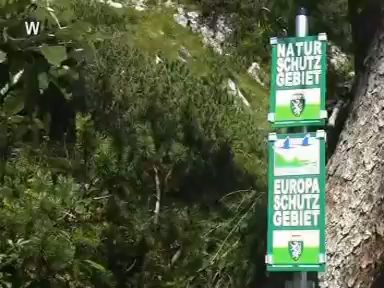 W
NATUR
SCHUTZ
GEBIET
EUROPA
SCHUTZ
GEBIET